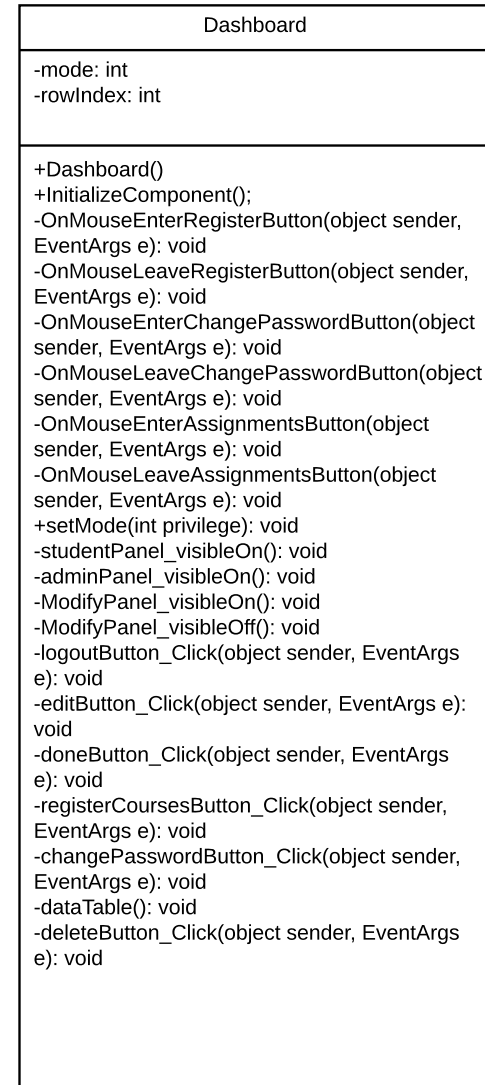 Dashboard
-mode: int
-rowIndex: int
+Dashboard()
+InitializeComponent();
-OnMouseEnterRegisterButton(object sender,
EventArgs e): void
-OnMouseLeaveRegisterButton(object sender,
EventArgs e): void
-OnMouseEnterChangePasswordButton(object
sender, EventArgs e): void
-OnMouseLeaveChangePasswordButton(object
sender, EventArgs e): void
-OnMouseEnterAssignmentsButton(object
sender, EventArgs e): void
-OnMouseLeaveAssignmentsButton(object
sender, EventArgs e): void
+setMode(int privilege): void
-studentPanel_visibleOn(): void
-adminPanel_visibleOn(): void
-ModifyPanel_visibleOn(): void
-ModifyPanel_visibleOff(): void
-logoutButton_Click(object sender, EventArgs
e): void
-editButton_Click(object sender, EventArgs e):
void
-doneButton_Click(object sender, EventArgs
e): void
-registerCoursesButton_Click(object sender,
EventArgs e): void
-changePasswordButton_Click(object sender,
EventArgs e): void
-dataTable(): void
-deleteButton_Click(object sender, EventArgs
e): void